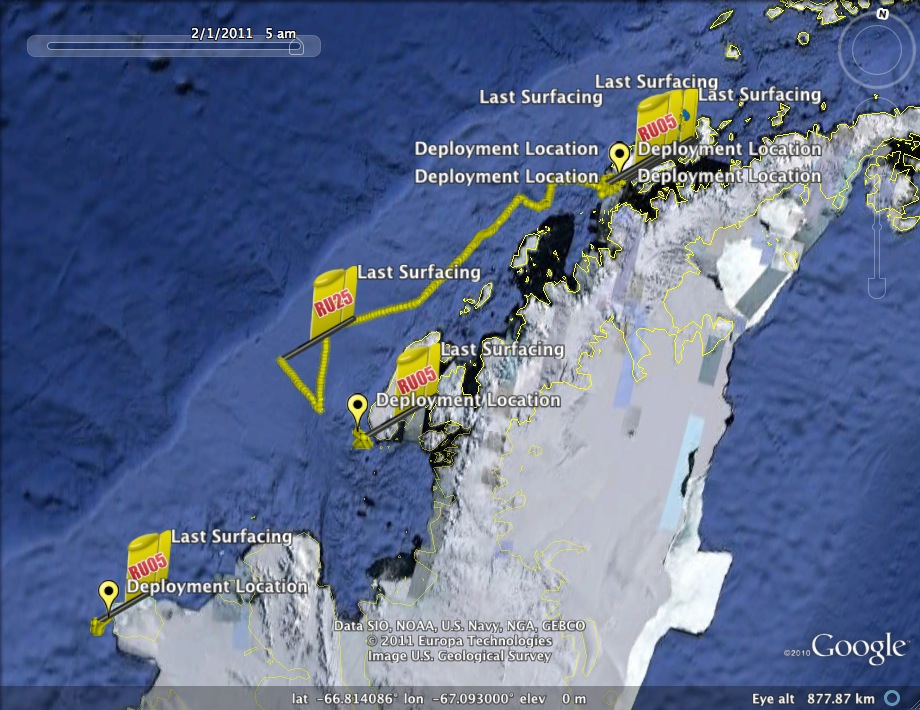 2/1/2011 5 am
N
Last Surfacing
Last Surfacing
Last Surfacing
RU05
Deployment Location
Deployment Location
Deployment Location
Deployment Location
Last Surfacing
RU25
Last Surfacing
RU05
Deployment Location
Last Surfacing
RU05
Deployment Location
Data SIO, NOAA, U.S. Navy, NGA, GEBCO
© 2011 Europa Technologies
Image U.S. Geological Survey
©2010 Google
lat -66.814086° lon -67.093000° elev 0 m
Eye alt 877.87 km